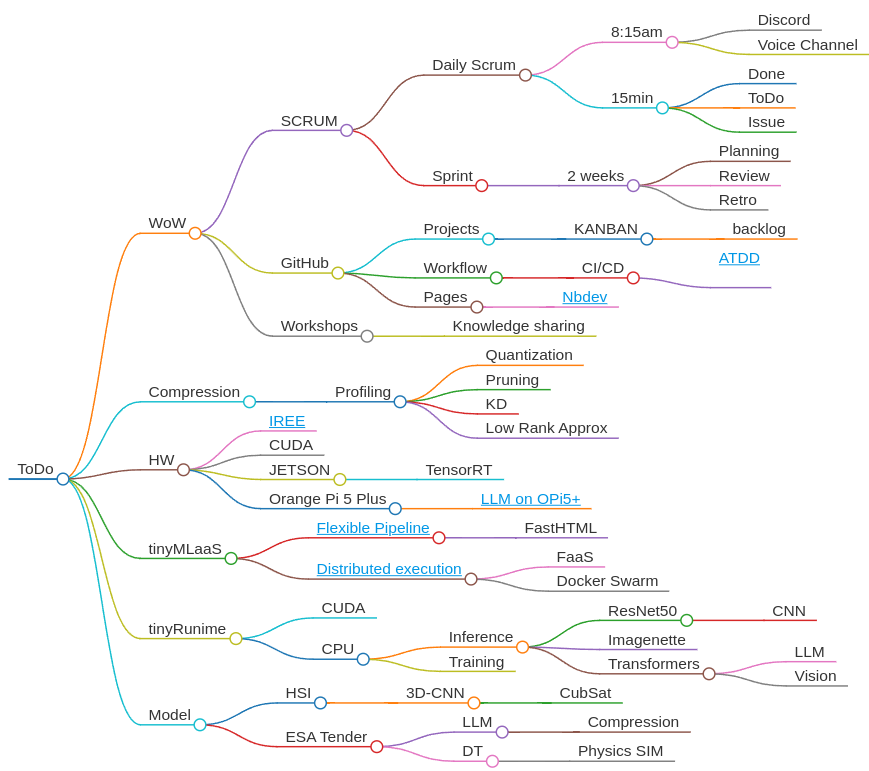 ToDo
WoW
SCRUM
Daily Scrum
8:15am
Discord
Voice Channel
15min
Done
ToDo
Issue
Sprint
2 weeks
Planning
Review
Retro
GitHub
Projects
KANBAN
backlog
Workflow
CI/CD
ATDD
Pages
Nbdev
Workshops
Knowledge sharing
Compression
Profiling
Quantization
Pruning
KD
Low Rank Approx
HW
IREE
CUDA
JETSON
TensorRT
Orange Pi 5 Plus
LLM on OPi5+
tinyMLaaS
Flexible Pipeline
FastHTML
Distributed execution
FaaS
Docker Swarm
tinyRunime
CUDA
CPU
Inference
ResNet50
CNN
Imagenette
Transformers
LLM
Vision
Training
Model
HSI
3D-CNN
CubSat
ESA Tender
LLM
Compression
DT
Physics SIM